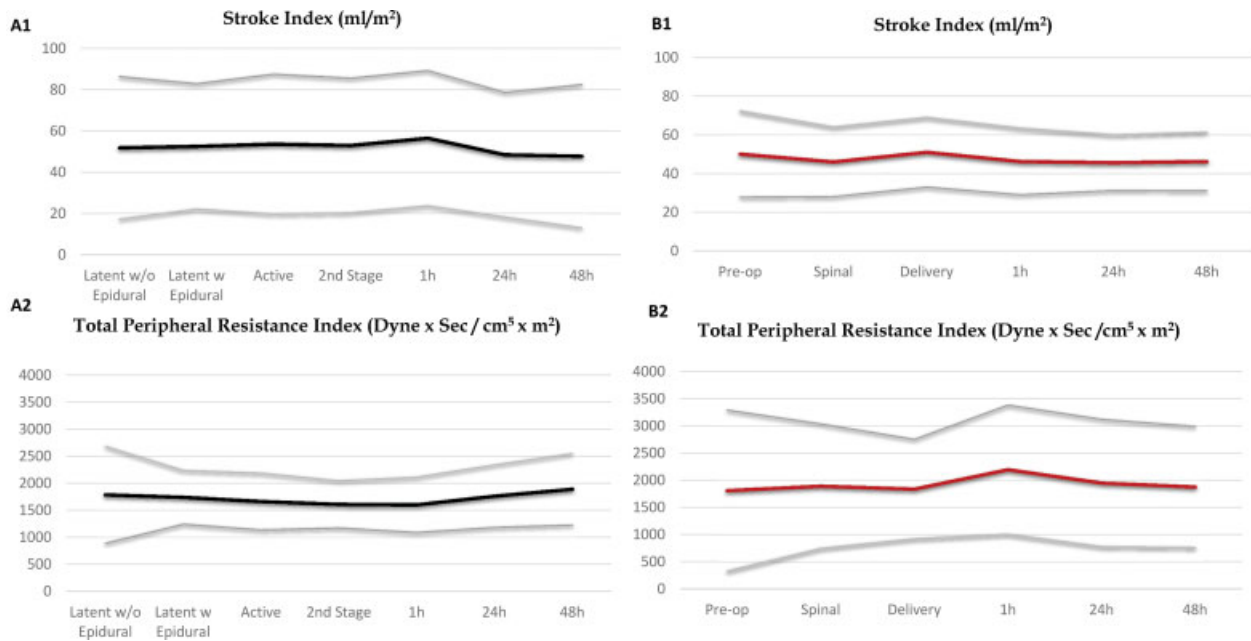 A1
Stroke Index (ml/m²)
100
80
60
40
20
0
Latent w/o Epidural
Latent w Epidural
Active
2nd Stage
1h
24h
48h
B1
Stroke Index (ml/m²)
100
80
60
40
20
0
Pre-op
Spinal
Delivery
1h
24h
48h
A2
Total Peripheral Resistance Index (Dyne x Sec / cm⁵ x m²)
4000
3500
3000
2500
2000
1500
1000
500
0
Latent w/o Epidural
Latent w Epidural
Active
2nd Stage
1h
24h
48h
B2
Total Peripheral Resistance Index (Dyne x Sec /cm⁵ x m²)
4000
3500
3000
2500
2000
1500
1000
500
0
Pre-op
Spinal
Delivery
1h
24h
48h